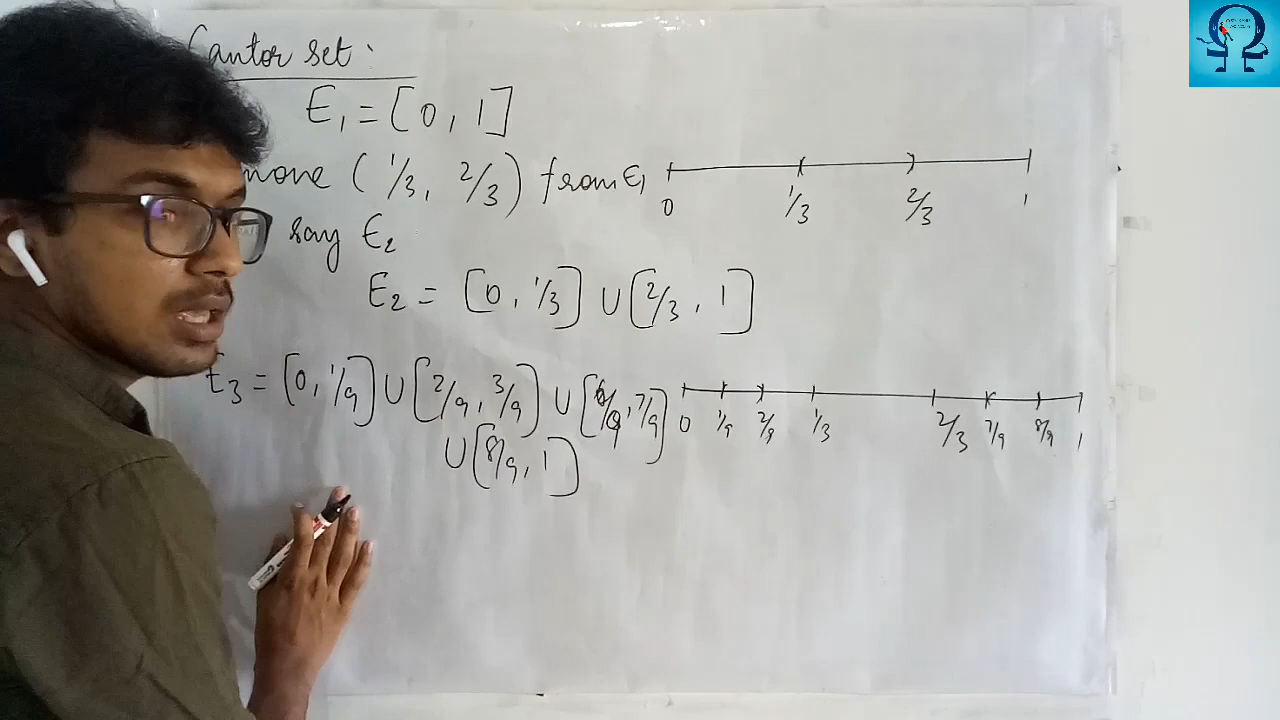 Cantor set:
E₁ = [0, 1]
move (1/3, 2/3) from E₁
say E₂
E₂ = [0, 1/3] ∪ [2/3, 1]
E₃ = [0, 1/9] ∪ [2/9, 3/9] ∪ [6/9, 7/9]
∪ [8/9, 1]
0 1/3 2/3 1
0 1/9 2/9 1/3 2/3 7/9 8/9 1